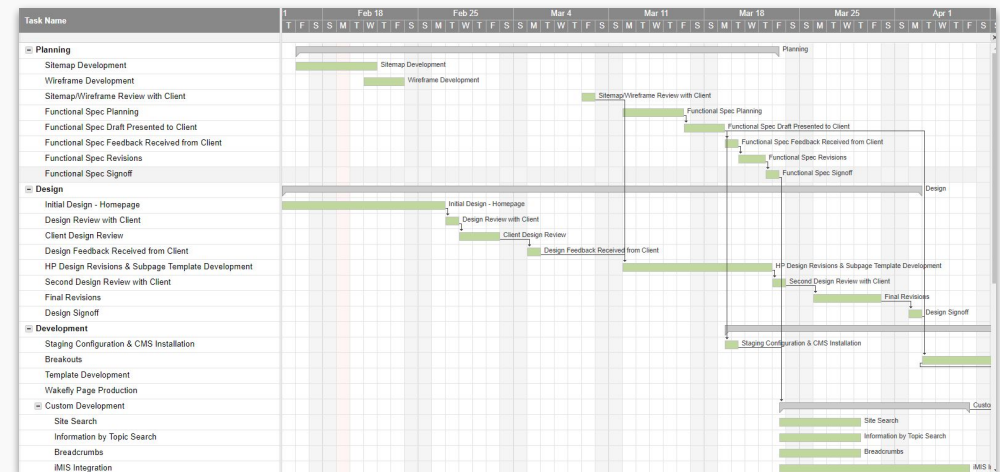 Task Name
1 Feb 18 Feb 25 Mar 4 Mar 11 Mar 18 Mar 25 Apr 1
T F S S M T W T F S S M T W T F S S M T W T F S S M T W T F S S M T W T F S S M T W T F S S M T W T F S
Planning Planning
Sitemap Development Sitemap Development
Wireframe Development Wireframe Development
Sitemap/Wireframe Review with Client Sitemap/Wireframe Review with Client
Functional Spec Planning Functional Spec Planning
Functional Spec Draft Presented to Client Functional Spec Draft Presented to Client
Functional Spec Feedback Received from Client Functional Spec Feedback Received from Client
Functional Spec Revisions Functional Spec Revisions
Functional Spec Signoff Functional Spec Signoff
Design Design
Initial Design - Homepage Initial Design - Homepage
Design Review with Client Design Review with Client
Client Design Review Client Design Review
Design Feedback Received from Client Design Feedback Received from Client
HP Design Revisions & Subpage Template Development HP Design Revisions & Subpage Template Development
Second Design Review with Client Second Design Review with Client
Final Revisions Final Revisions
Design Signoff Design Signoff
Development
Staging Configuration & CMS Installation Staging Configuration & CMS Installation
Breakouts
Template Development
Wakefly Page Production
Custom Development Custo
Site Search Site Search
Information by Topic Search Information by Topic Search
Breadcrumbs Breadcrumbs
iMIS Integration iMIS